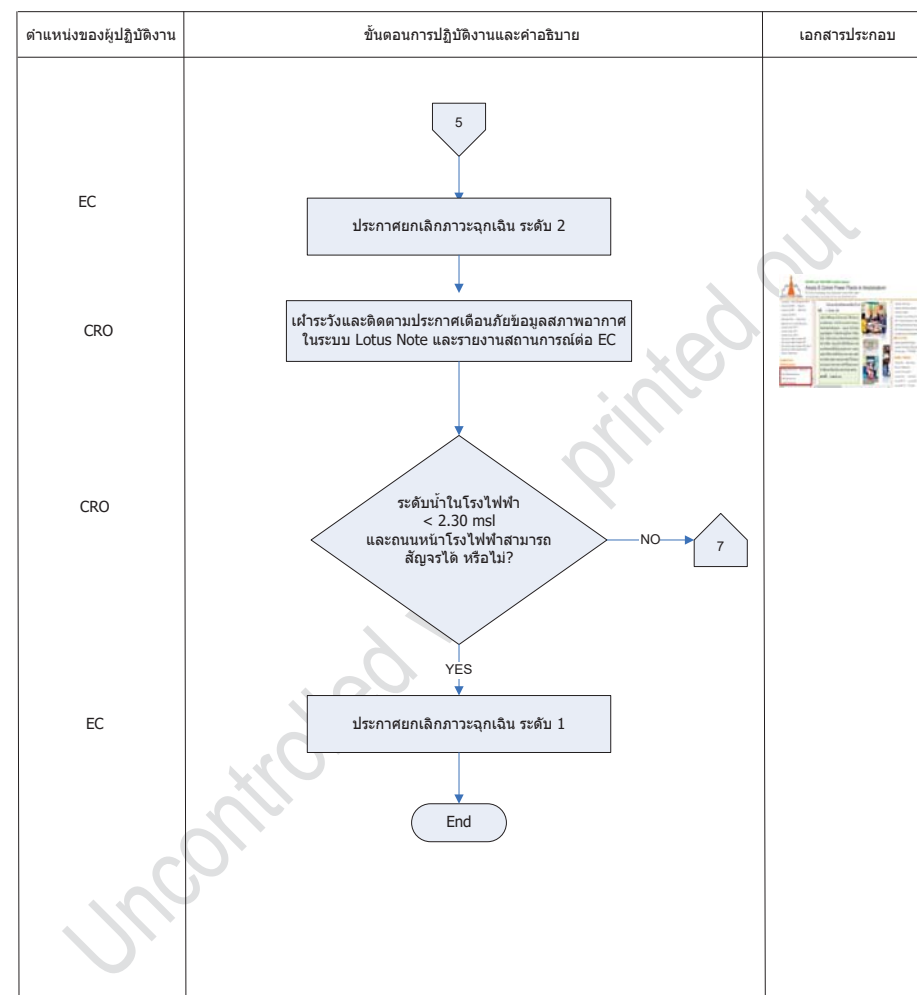 ตำแหน่งของผู้ปฏิบัติงาน
ขั้นตอนการปฏิบัติงานและคำอธิบาย
เอกสารประกอบ
5
EC
ประกาศยกเลิกภาวะฉุกเฉิน ระดับ 2
CRO
เฝ้าระวังและติดตามประกาศเตือนภัยข้อมูลสภาพอากาศ
ในระบบ Lotus Note และรายงานสถานการณ์ต่อ EC
CRO
ระดับน้ำในโรงไฟฟ้า
< 2.30 msl
และถนนหน้าโรงไฟฟ้าสามารถ
สัญจรได้ หรือไม่?
NO
7
YES
EC
ประกาศยกเลิกภาวะฉุกเฉิน ระดับ 1
End
Uncontrolled printed out